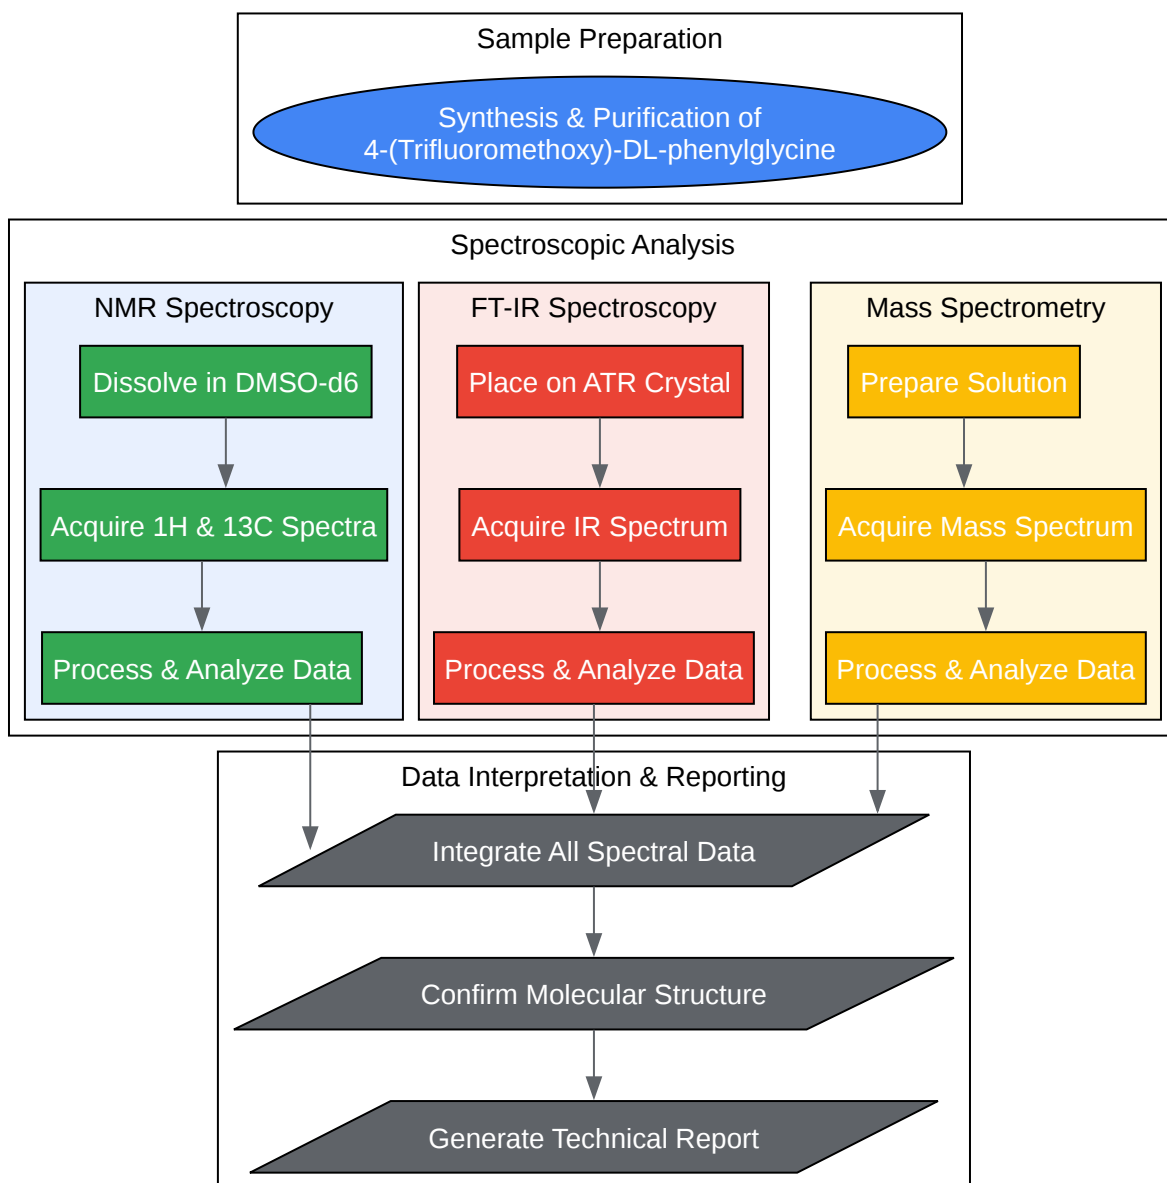 Sample Preparation
Synthesis & Purification of
4-(Trifluoromethoxy)-DL-phenylglycine
Spectroscopic Analysis
NMR Spectroscopy
Dissolve in DMSO-d6
Acquire 1H & 13C Spectra
Process & Analyze Data
FT-IR Spectroscopy
Place on ATR Crystal
Acquire IR Spectrum
Process & Analyze Data
Mass Spectrometry
Prepare Solution
Acquire Mass Spectrum
Process & Analyze Data
Data Interpretation & Reporting
Integrate All Spectral Data
Confirm Molecular Structure
Generate Technical Report